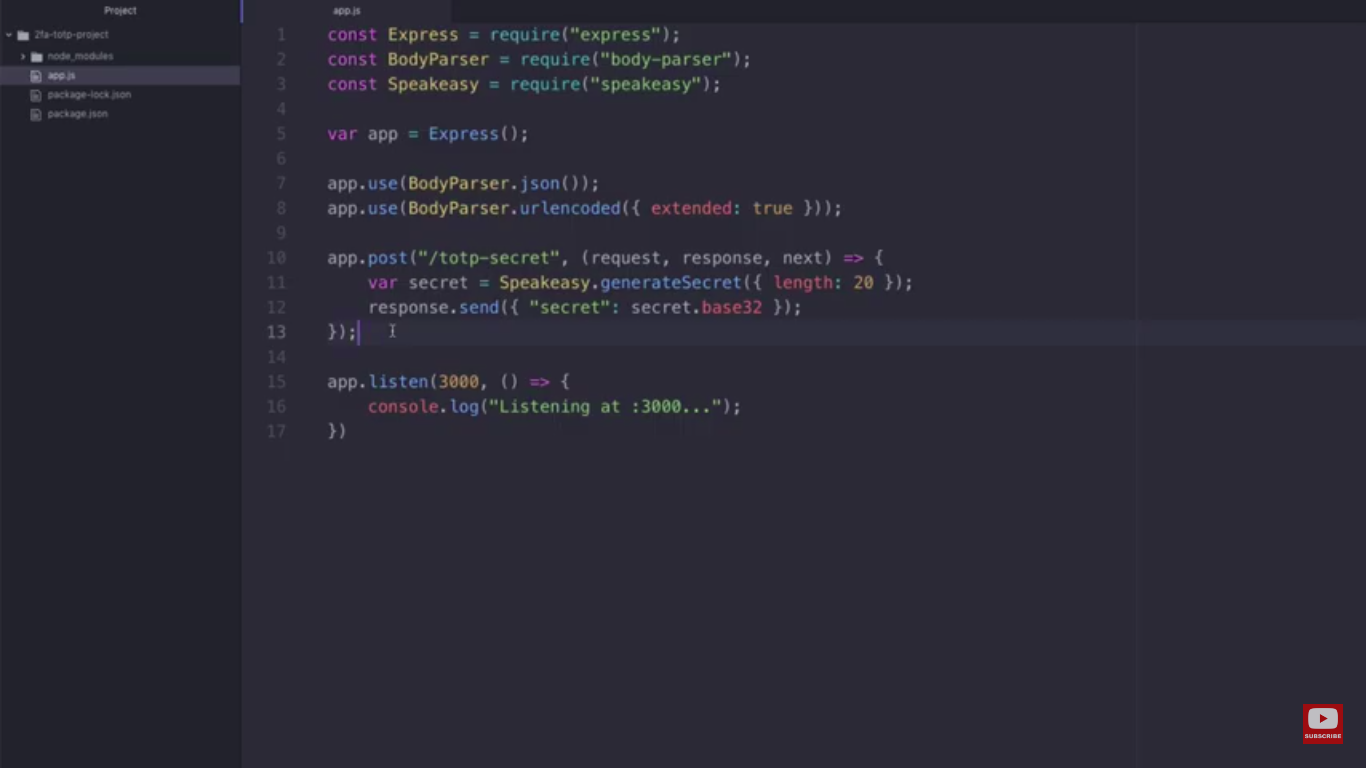 Project
2fa-totp-project
node_modules
app.js
package-lock.json
package.json
app.js
1 const Express = require("express");
2 const BodyParser = require("body-parser");
3 const Speakeasy = require("speakeasy");
4
5 var app = Express();
6
7 app.use(BodyParser.json());
8 app.use(BodyParser.urlencoded({ extended: true }));
9
10 app.post("/totp-secret", (request, response, next) => {
11     var secret = Speakeasy.generateSecret({ length: 20 });
12     response.send({ "secret": secret.base32 });
13 });
14
15 app.listen(3000, () => {
16     console.log("Listening at :3000...");
17 })
SUBSCRIBE